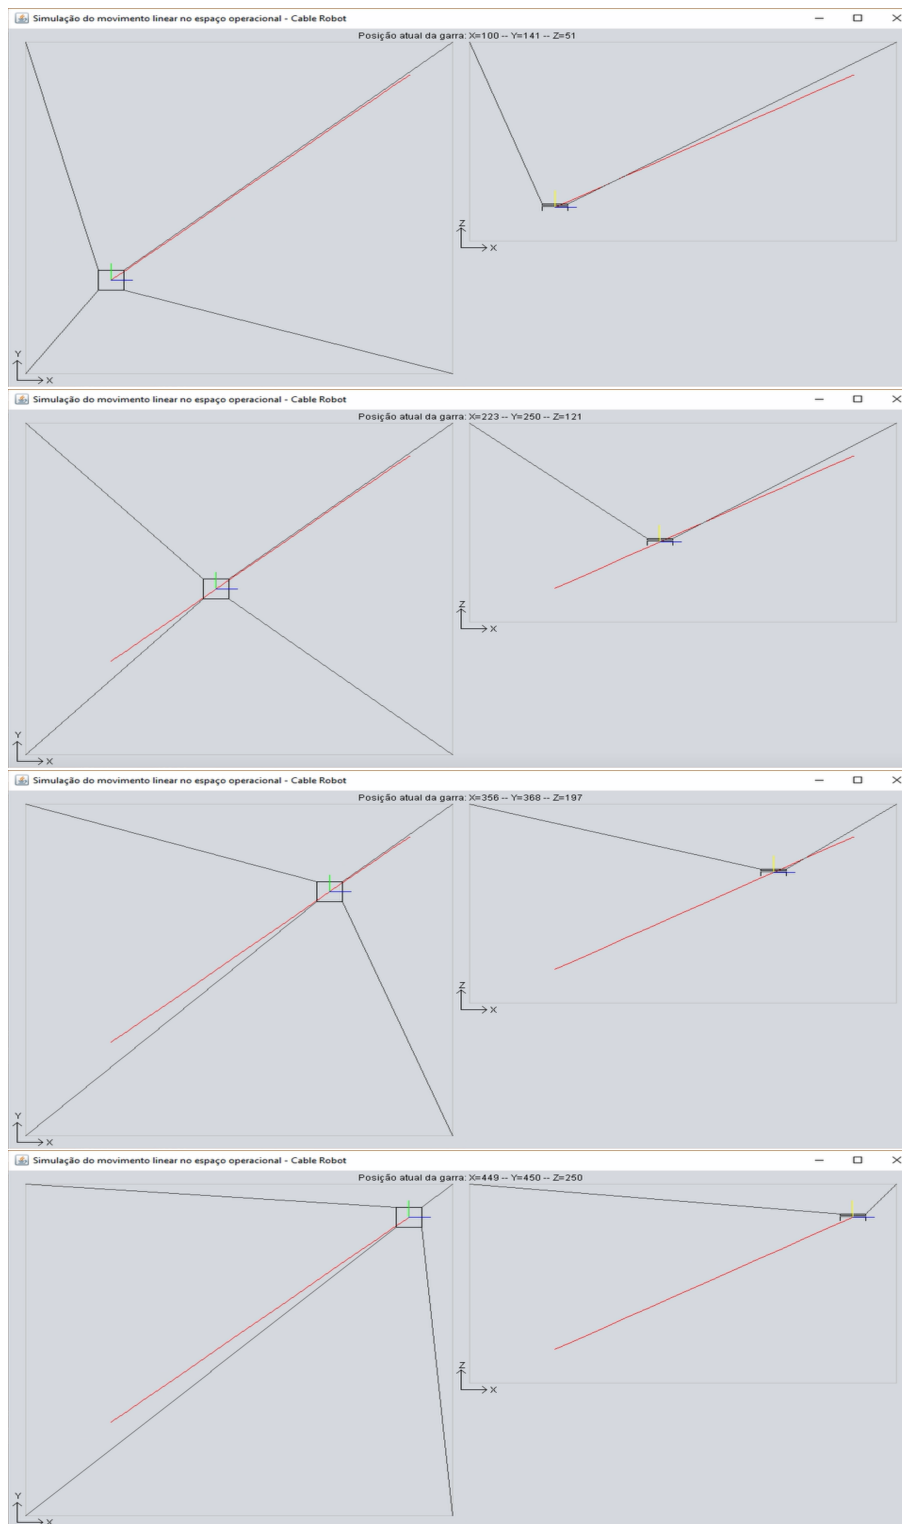 Simulação do movimento linear no espaço operacional - Cable Robot
Posição atual da garra: X=100 -- Y=141 -- Z=51
Z
X
Y
X
Simulação do movimento linear no espaço operacional - Cable Robot
Posição atual da garra: X=223 -- Y=250 -- Z=121
Z
X
Y
X
Simulação do movimento linear no espaço operacional - Cable Robot
Posição atual da garra: X=356 -- Y=368 -- Z=197
Z
X
Y
X
Simulação do movimento linear no espaço operacional - Cable Robot
Posição atual da garra: X=449 -- Y=450 -- Z=250
Z
X
Y
X